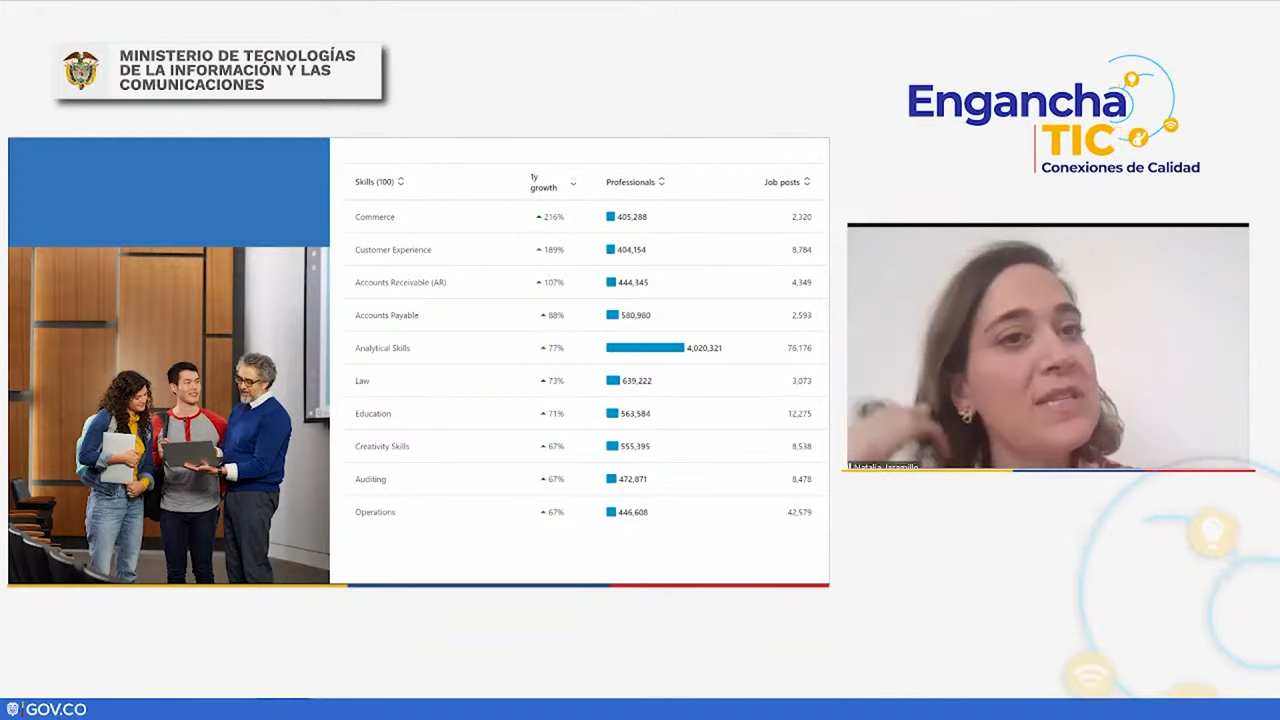 MINISTERIO DE TECNOLOGÍAS
DE LA INFORMACIÓN Y LAS
COMUNICACIONES
Engancha
TIC
Conexiones de Calidad
Skills (100) 1y growth Professionals Job posts
Commerce 216% 405,288 2,320
Customer Experience 189% 404,154 8,784
Accounts Receivable (AR) 107% 444,345 4,349
Accounts Payable 88% 580,980 2,593
Analytical Skills 77% 4,020,321 76,176
Law 73% 639,222 3,073
Education 71% 563,584 12,275
Creativity Skills 67% 555,395 8,538
Auditing 67% 472,871 8,478
Operations 67% 446,608 42,579
Natalia Jaramillo
GOV.CO